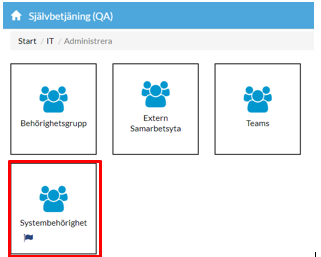 Självbetjäning (QA)
Start / IT / Administrera
Behörighetsgrupp
Extern
Samarbetsyta
Teams
Systembehörighet